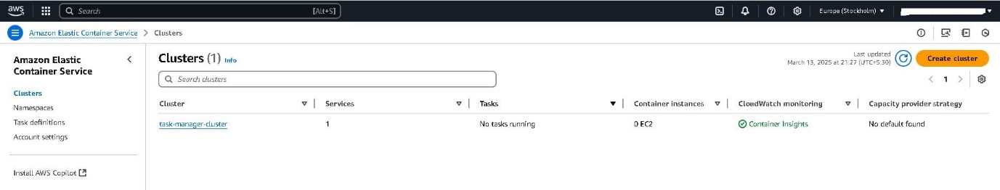 aws Search [Alt+S] Europe (Stockholm)
Amazon Elastic Container Service > Clusters
Amazon Elastic
Container Service
Clusters
Namespaces
Task definitions
Account settings
Install AWS Copilot
Clusters (1) Info
Last updated
March 13, 2025 at 21:27 (UTC+5:30)
Create cluster
Search clusters
1
Cluster Services Tasks Container instances CloudWatch monitoring Capacity provider strategy
task-manager-cluster 1 No tasks running 0 EC2 Container Insights No default found